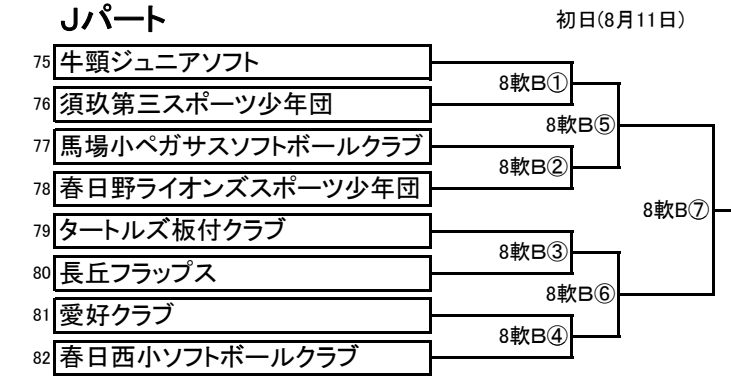 Jパート
初日(8月11日)
75 牛頸ジュニアソフト
8軟B①
76 須玖第三スポーツ少年団
8軟B⑤
77 馬場小ペガサスソフトボールクラブ
8軟B②
78 春日野ライオンズスポーツ少年団
8軟B⑦
79 タートルズ板付クラブ
8軟B③
80 長丘フラップス
8軟B⑥
81 愛好クラブ
8軟B④
82 春日西小ソフトボールクラブ